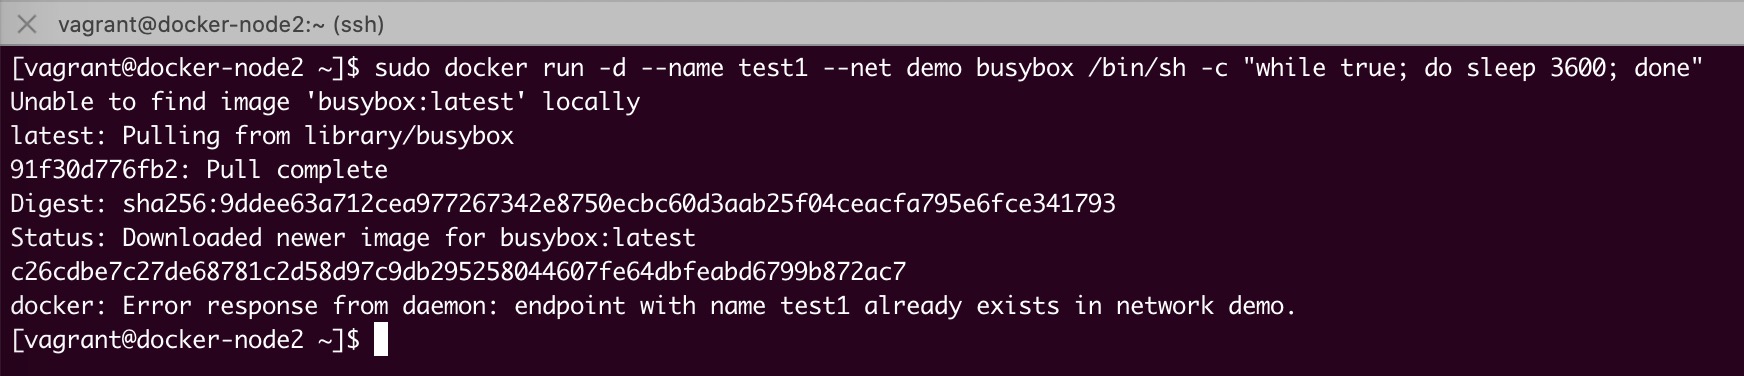 vagrant@docker-node2:~ (ssh)
[vagrant@docker-node2 ~]$ sudo docker run -d --name test1 --net demo busybox /bin/sh -c "while true; do sleep 3600; done"
Unable to find image 'busybox:latest' locally
latest: Pulling from library/busybox
91f30d776fb2: Pull complete
Digest: sha256:9ddee63a712cea977267342e8750ecbc60d3aab25f04ceacfa795e6fce341793
Status: Downloaded newer image for busybox:latest
c26cdbe7c27de68781c2d58d97c9db295258044607fe64dbfeabd6799b872ac7
docker: Error response from daemon: endpoint with name test1 already exists in network demo.
[vagrant@docker-node2 ~]$